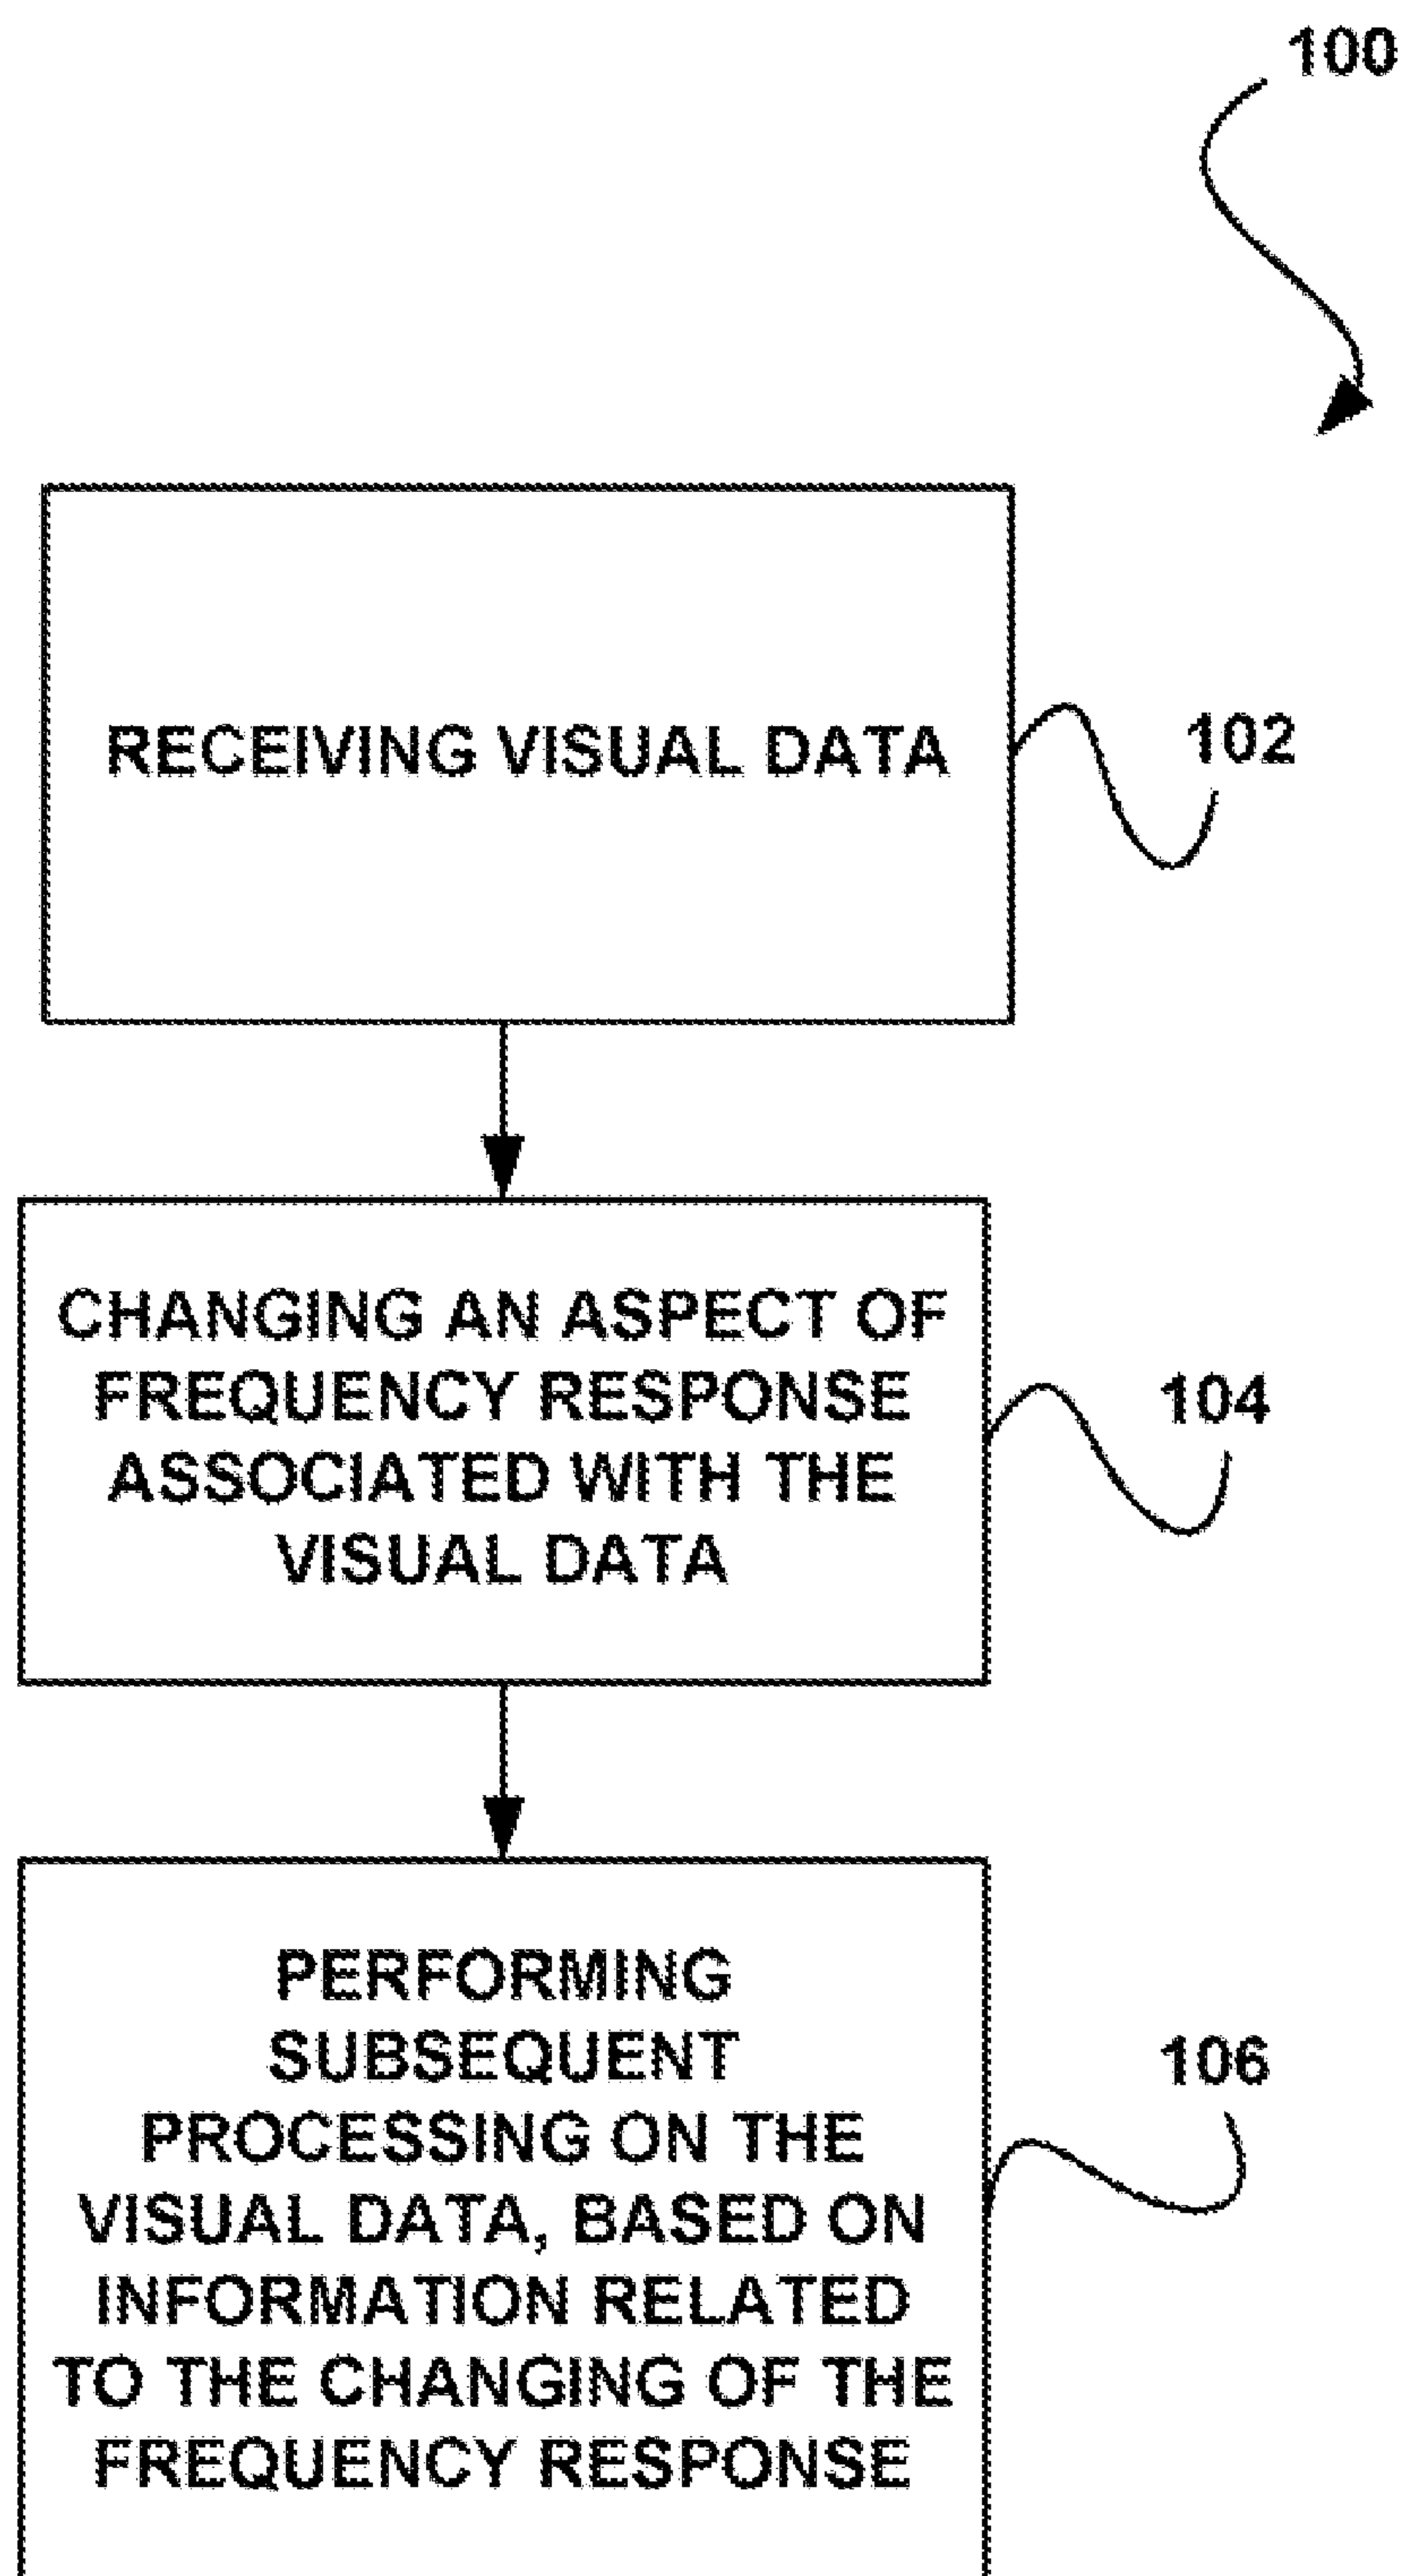 100
RECEIVING VISUAL DATA
102
CHANGING AN ASPECT OF
FREQUENCY RESPONSE
ASSOCIATED WITH THE
VISUAL DATA
104
PERFORMING
SUBSEQUENT
PROCESSING ON THE
VISUAL DATA, BASED ON
INFORMATION RELATED
TO THE CHANGING OF THE
FREQUENCY RESPONSE
106